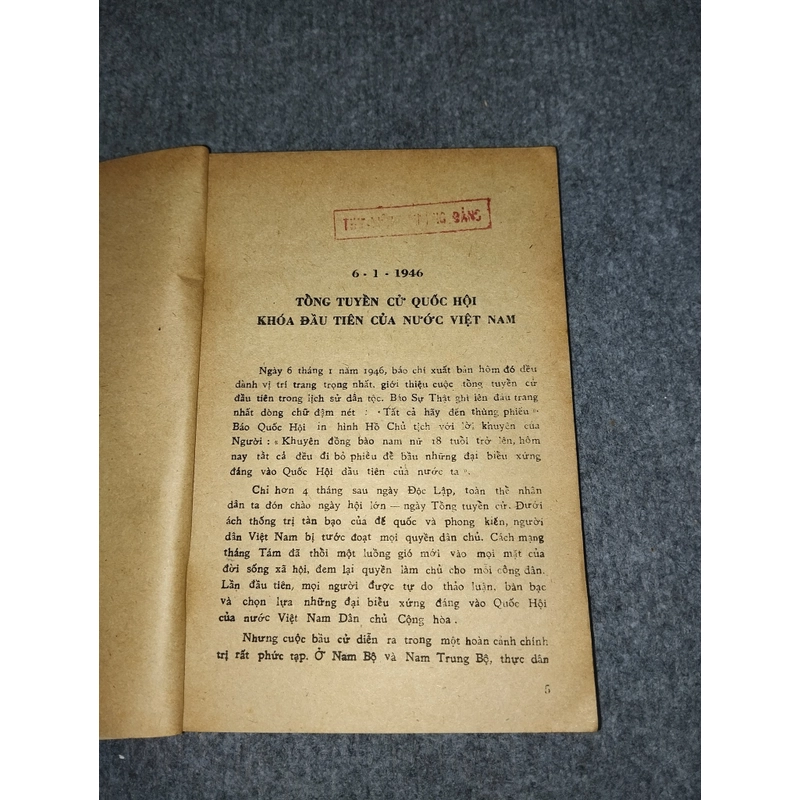 ĐẢNG
6 - 1 - 1946
TỔNG TUYỂN CỬ QUỐC HỘI
KHÓA ĐẦU TIÊN CỦA NƯỚC VIỆT NAM
Ngày 6 tháng 1 năm 1946, báo chí xuất bản hôm đó đều
dành vị trí trang trọng nhất, giới thiệu cuộc tổng tuyển cử
đầu tiên trong lịch sử dân tộc. Báo Sự Thật ghi lên đầu trang
nhất dòng chữ đậm nét : «Tất cả hãy đến thùng phiếu»
Báo Quốc Hội in hình Hồ Chủ tịch với lời khuyên của
Người : « Khuyên đồng bào nam nữ 18 tuổi trở lên, hôm
nay tất cả đều đi bỏ phiếu để bầu những đại biểu xứng
đáng vào Quốc Hội đầu tiên của nước ta ».
Chỉ hơn 4 tháng sau ngày Độc Lập, toàn thể nhân
dân ta đón chào ngày hội lớn — ngày Tổng tuyển cử. Dưới
ách thống trị tàn bạo của đế quốc và phong kiến, người
dân Việt Nam bị tước đoạt mọi quyền dân chủ. Cách mạng
tháng Tám đã thổi một luồng gió mới vào mọi mặt của
đời sống xã hội, đem lại quyền làm chủ cho mỗi công dân.
Lần đầu tiên, mọi người được tự do thảo luận, bàn bạc
và chọn lựa những đại biểu xứng đáng vào Quốc Hội
của nước Việt Nam Dân chủ Cộng hòa.
Nhưng cuộc bầu cử diễn ra trong một hoàn cảnh chính
trị rất phức tạp. Ở Nam Bộ và Nam Trung Bộ, thực dân
5